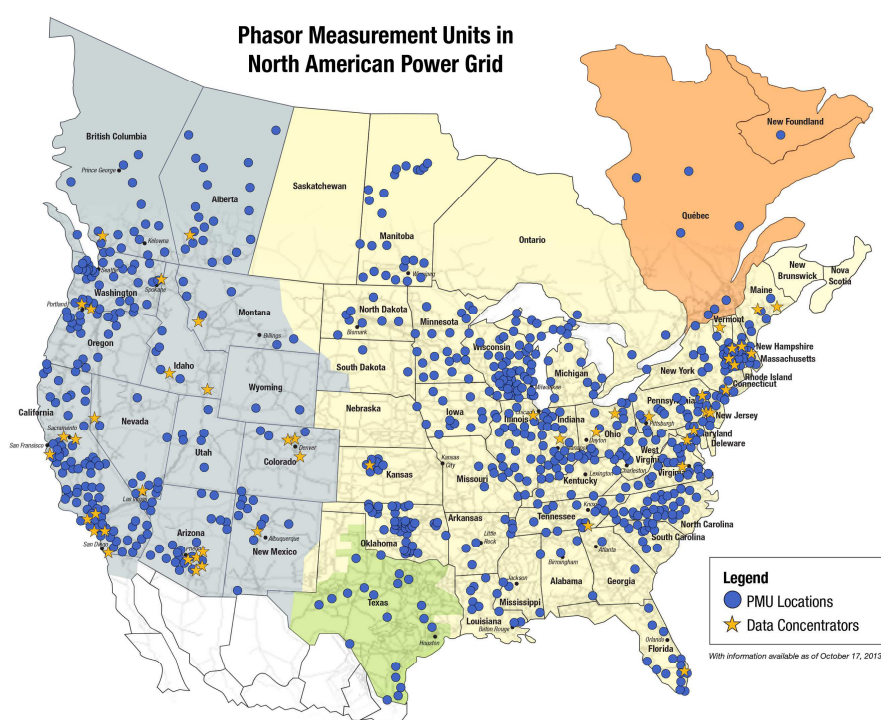 Phasor Measurement Units in
North American Power Grid
British Columbia
Prince George
Alberta
Saskatchewan
Manitoba
Winnipeg
Ontario
Québec
New Foundland
New
Brunswick
Nova
Scotia
Maine
Kelowna
Seattle
Washington
Spokane
Portland
Oregon
Montana
Billings
Idaho
Wyoming
North Dakota
Bismark
Minnesota
South Dakota
Wisconsin
Milwaukee
Michigan
Vermont
New Hampshire
Massachusetts
Rhode Island
Connecticut
New York
California
Sacramento
San Fransisco
Nevada
Utah
Colorado
Denver
Nebraska
Iowa
Illinois
Indiana
Ohio
Dayton
Pennsylvania
Pittsburgh
New Jersey
Maryland
Delaware
West
Virginia
Charleston
Virginia
Kansas
Kansas
City
Missouri
Lexington
Kentucky
Las Vegas
San Diego
Arizona
Albuquerque
New Mexico
Oklahoma
Arkansas
Little
Rock
Tennessee
North Carolina
South Carolina
Atlanta
Birmingham
Alabama
Georgia
Jackson
Mississippi
Louisiana
Baton Rouge
Texas
Houston
Orlando
Florida
Legend
PMU Locations
Data Concentrators
With information available as of October 17, 2013